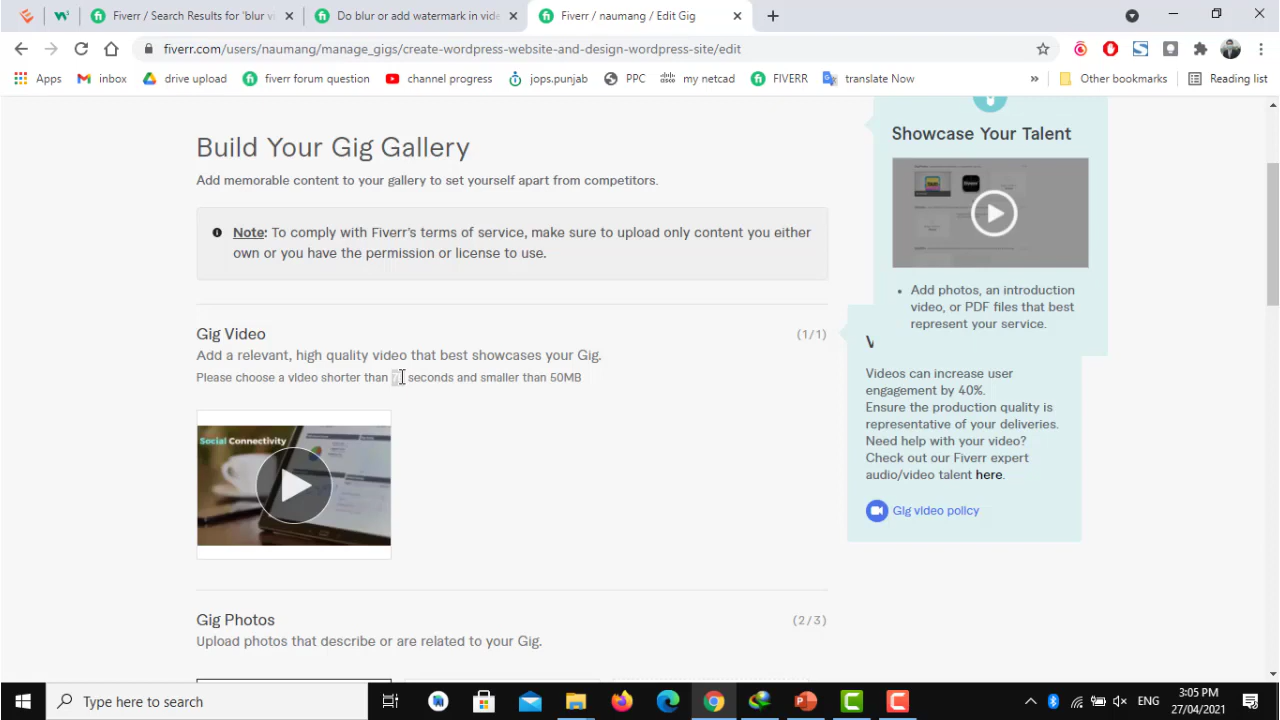 Fiverr / Search Results for 'blur v
Do blur or add watermark in vide
Fiverr / naumang / Edit Gig
fiverr.com/users/naumang/manage_gigs/create-wordpress-website-and-design-wordpress-site/edit
Apps
inbox
drive upload
fiverr forum question
channel progress
jops.punjab
PPC
my netcad
FIVERR
translate Now
»
Other bookmarks
Reading list
Build Your Gig Gallery
Add memorable content to your gallery to set yourself apart from competitors.
Note: To comply with Fiverr's terms of service, make sure to upload only content you either
own or you have the permission or license to use.
Gig Video
(1/1)
Add a relevant, high quality video that best showcases your Gig.
Please choose a video shorter than seconds and smaller than 50MB
Social Connectivity
Gig Photos
(2/3)
Upload photos that describe or are related to your Gig.
Showcase Your Talent
• Add photos, an introduction
video, or PDF files that best
represent your service.
Videos can increase user
engagement by 40%.
Ensure the production quality is
representative of your deliveries.
Need help with your video?
Check out our Fiverr expert
audio/video talent here.
Gig video policy
Type here to search
ENG
3:05 PM
27/04/2021